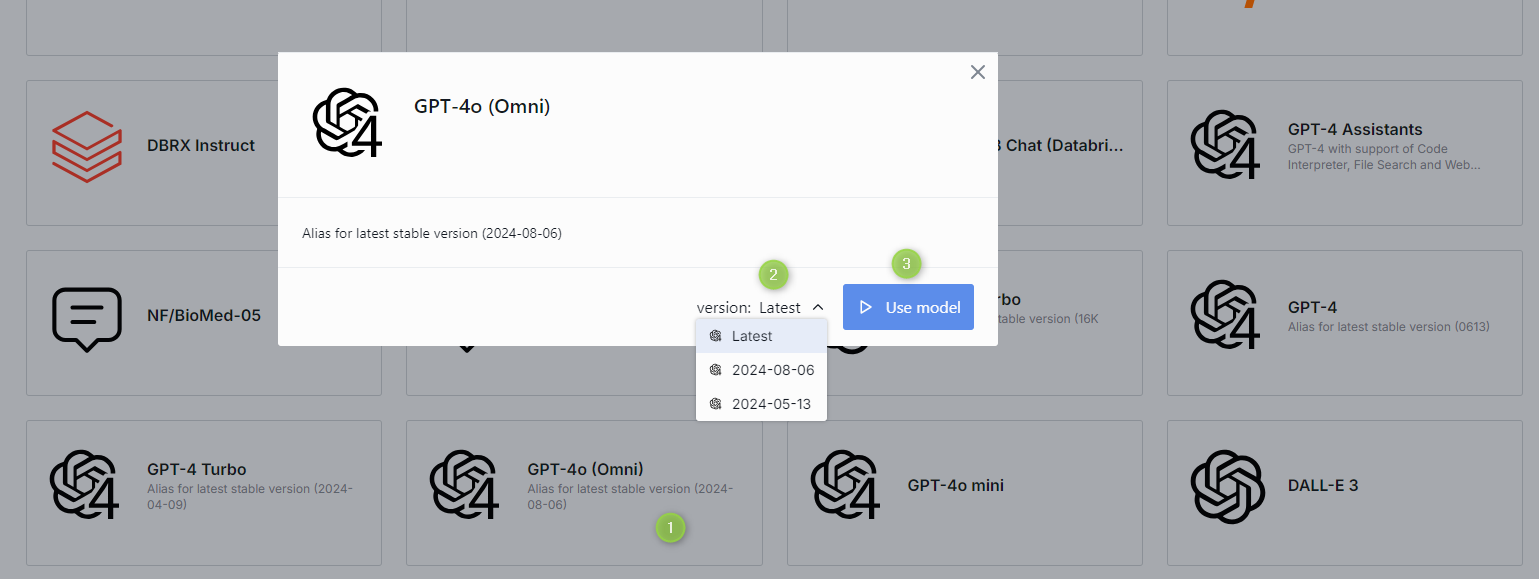 GPT-4o (Omni)
Alias for latest stable version (2024-08-06)
2
3
version: Latest
Use model
Latest
2024-08-06
2024-05-13
DBRX Instruct
3 Chat (Databri...
GPT-4 Assistants
GPT-4 with support of Code
Interpreter, File Search and Web...
NF/BioMed-05
rbo
table version (16K
GPT-4
Alias for latest stable version (0613)
GPT-4 Turbo
Alias for latest stable version (2024-
04-09)
GPT-4o (Omni)
Alias for latest stable version (2024-
08-06)
1
GPT-4o mini
DALL-E 3